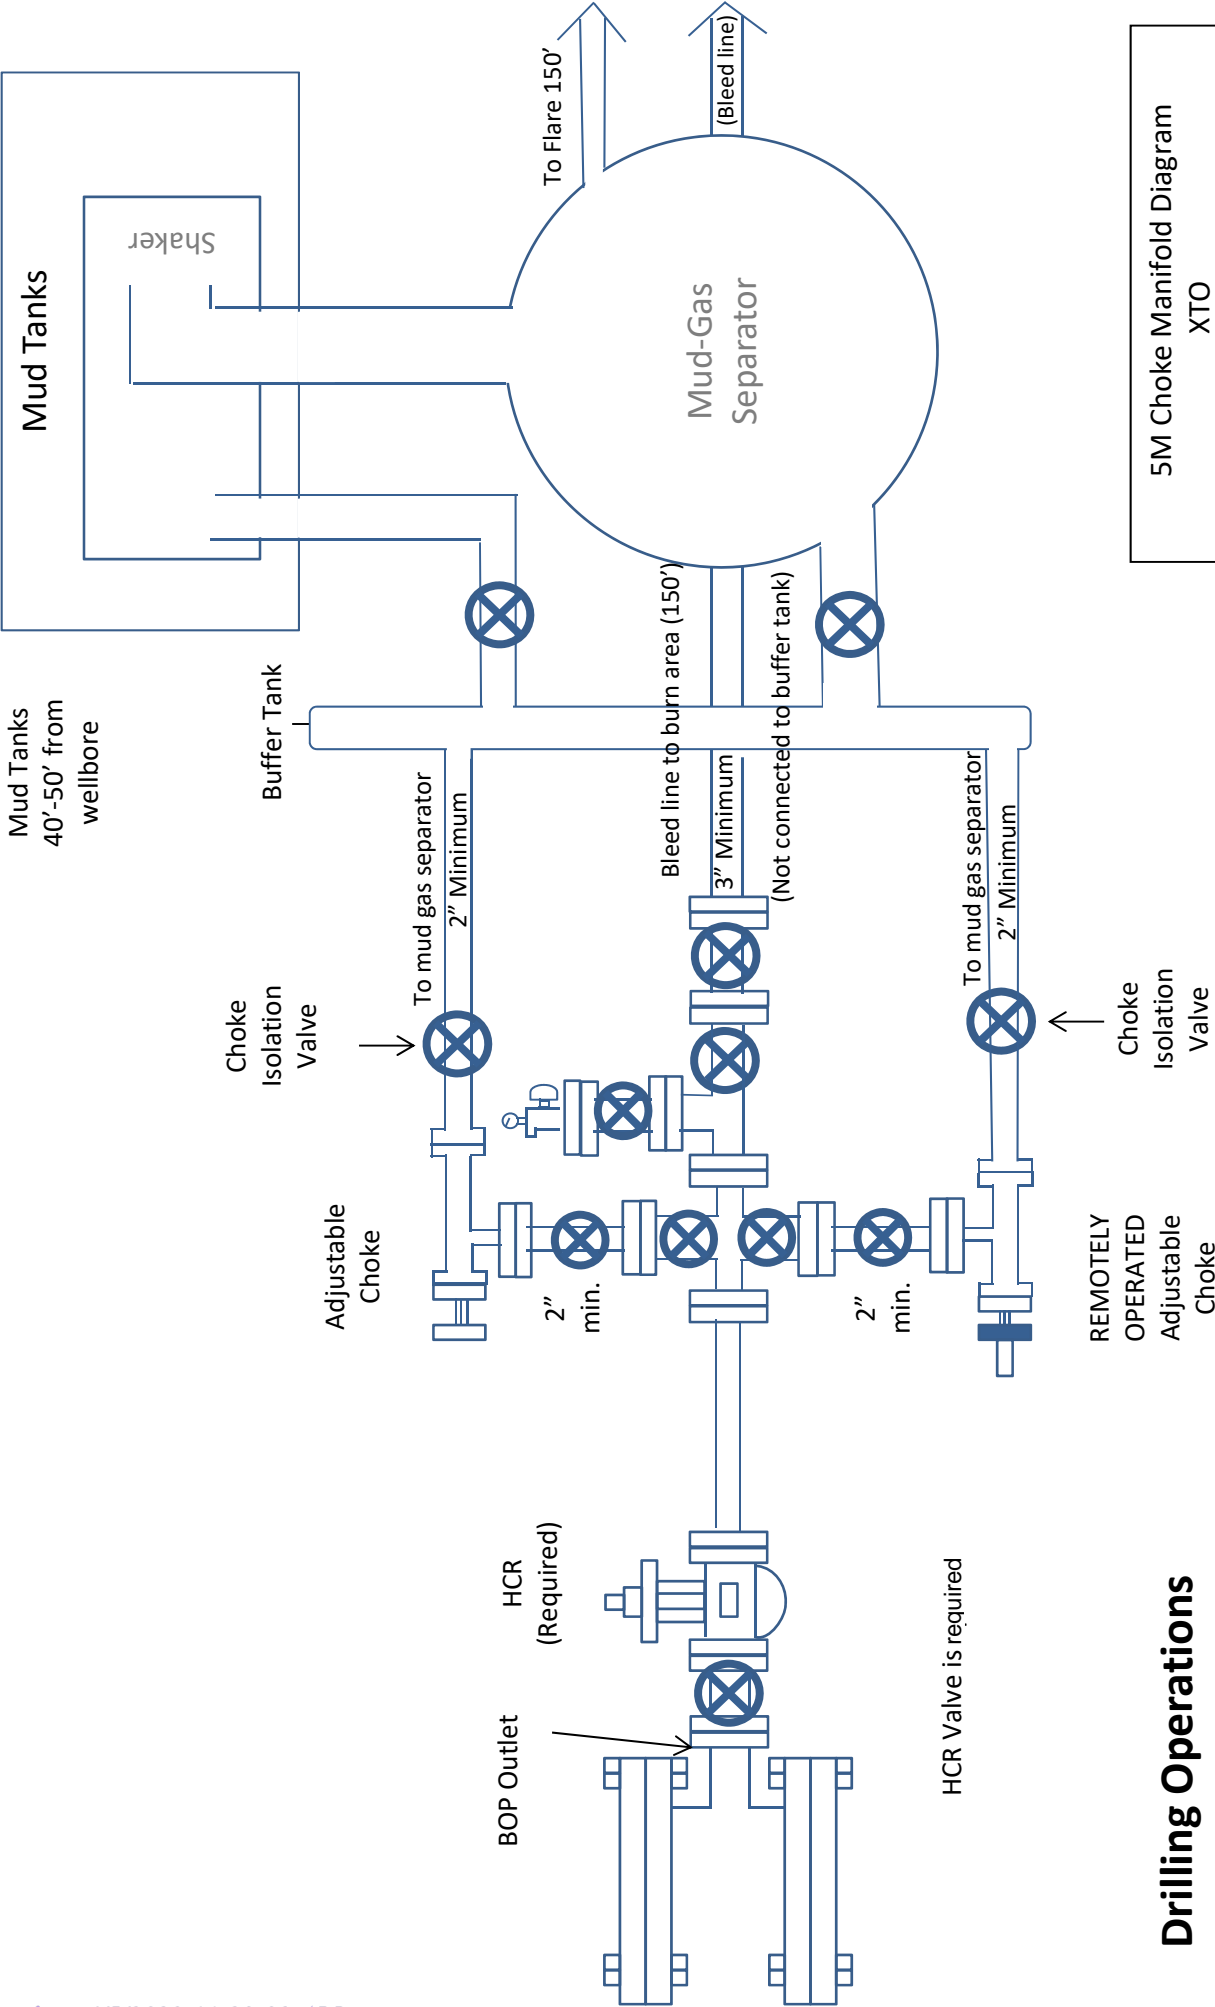 Mud Tanks
40’-50’ from
wellbore
Mud Tanks
Shaker
Buffer Tank
Choke
Isolation
Valve
Adjustable
Choke
To mud gas separator
2” Minimum
To Flare 150’
(Bleed line)
Mud-Gas
Separator
Bleed line to burn area (150’)
3” Minimum
(Not connected to buffer tank)
HCR
(Required)
BOP Outlet
2”
min.
2”
min.
To mud gas separator
2” Minimum
HCR Valve is required
REMOTELY
OPERATED
Adjustable
Choke
Choke
Isolation
Valve
Drilling Operations
5M Choke Manifold Diagram
XTO